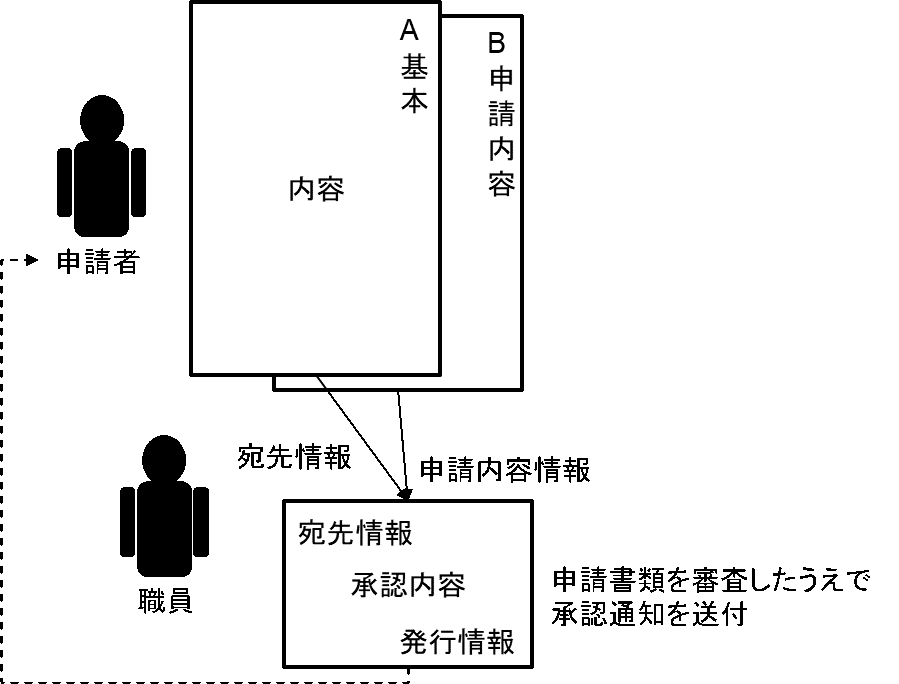 A基本
B申請内容
内容
申請者
宛先情報
申請内容情報
職員
宛先情報
承認内容
発行情報
申請書類を審査したうえで
承認通知を送付